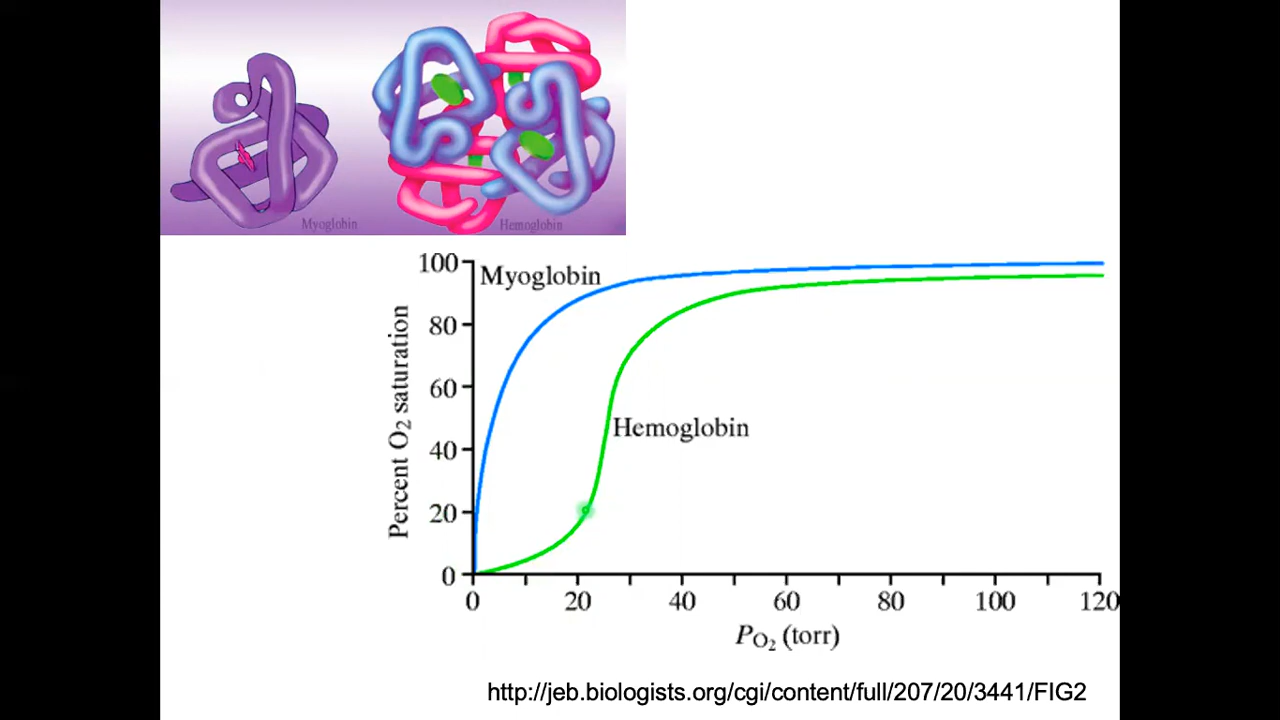 Myoglobin
Hemoglobin
100
Myoglobin
80
60
40
20
0
Percent O₂ saturation
Hemoglobin
0 20 40 60 80 100 120
PO₂ (torr)
http://jeb.biologists.org/cgi/content/full/207/20/3441/FIG2